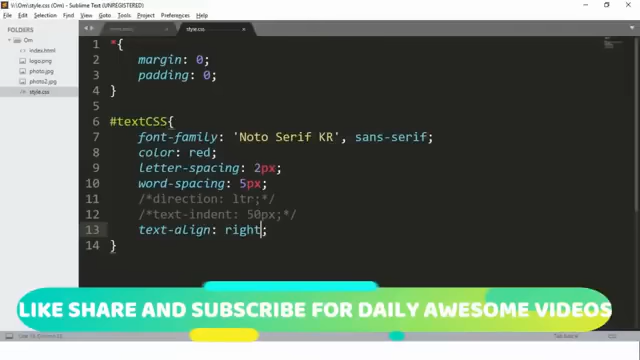 \\Om\style.css (Om) - Sublime Text (UNREGISTERED)
File Edit Selection Find View Goto Tools Project Preferences Help
FOLDERS
Om
index.html
logo.png
photo.jpg
photo2.jpg
style.css
style.css
1 *{
2 margin: 0;
3 padding: 0;
4 }
5
6 #textCSS{
7 font-family: 'Noto Serif KR', sans-serif;
8 color: red;
9 letter-spacing: 2px;
10 word-spacing: 5px;
11 /*direction: ltr;*/
12 /*text-indent: 50px;*/
13 text-align: right;
14 }
LIKE SHARE AND SUBSCRIBE FOR DAILY AWESOME VIDEOS